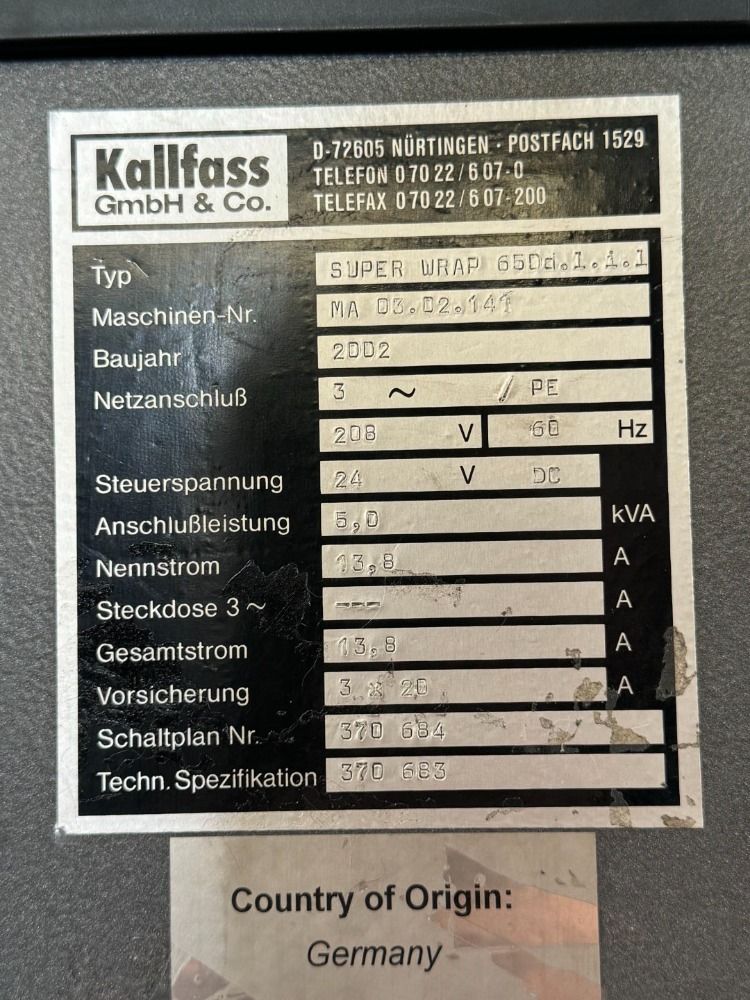 Kallfass
GmbH & Co.
D-72605 NÜRTINGEN · POSTFACH 1529
TELEFON 0 70 22 / 6 07-0
TELEFAX 0 70 22 / 6 07-200
Typ SUPER WRAP 650d.1.i.1
Maschinen-Nr. MA 03.02.141
Baujahr 2002
Netzanschluß 3 ~ / PE
208 V 60 Hz
Steuerspannung 24 V DC
Anschlußleistung 5,0 kVA
Nennstrom 13,8 A
Steckdose 3 ~ --- A
Gesamtstrom 13,8 A
Vorsicherung 3 x 20 A
Schaltplan Nr. 370 684
Techn. Spezifikation 370 683
Country of Origin:
Germany